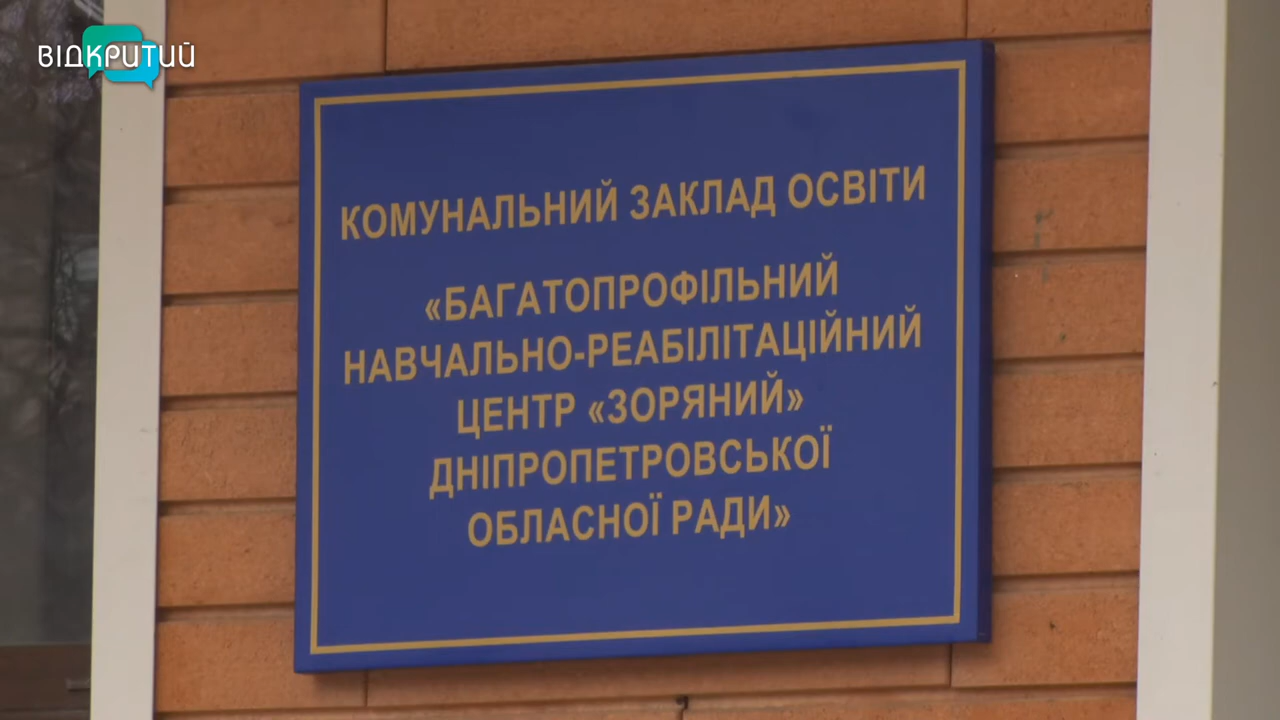 ВІДКРИТИЙ
КОМУНАЛЬНИЙ ЗАКЛАД ОСВІТИ
«БАГАТОПРОФІЛЬНИЙ
НАВЧАЛЬНО-РЕАБІЛІТАЦІЙНИЙ
ЦЕНТР «ЗОРЯНИЙ»
ДНІПРОПЕТРОВСЬКОЇ
ОБЛАСНОЇ РАДИ»